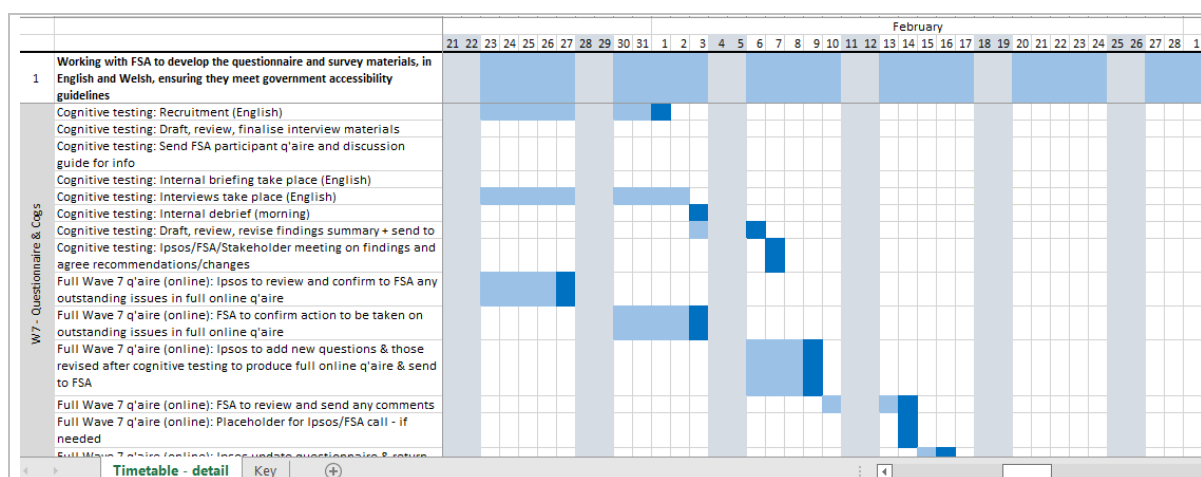 February
21 22 23 24 25 26 27 28 29 30 31 1 2 3 4 5 6 7 8 9 10 11 12 13 14 15 16 17 18 19 20 21 22 23 24 25 26 27 28 1
1
Working with FSA to develop the questionnaire and survey materials, in
English and Welsh, ensuring they meet government accessibility
guidelines
W7 - Questionnaire & Cogs
Cognitive testing: Recruitment (English)
Cognitive testing: Draft, review, finalise interview materials
Cognitive testing: Send FSA participant q'aire and discussion
guide for info
Cognitive testing: Internal briefing take place (English)
Cognitive testing: Interviews take place (English)
Cognitive testing: Internal debrief (morning)
Cognitive testing: Draft, review, revise findings summary + send to
Cognitive testing: Ipsos/FSA/Stakeholder meeting on findings and
agree recommendations/changes
Full Wave 7 q'aire (online): Ipsos to review and confirm to FSA any
outstanding issues in full online q'aire
Full Wave 7 q'aire (online): FSA to confirm action to be taken on
outstanding issues in full online q'aire
Full Wave 7 q'aire (online): Ipsos to add new questions & those
revised after cognitive testing to produce full online q'aire & send
to FSA
Full Wave 7 q'aire (online): FSA to review and send any comments
Full Wave 7 q'aire (online): Placeholder for Ipsos/FSA call - if
needed
Full Wave 7 q'aire (online): Ipsos update questionnaire & return
Timetable - detail Key